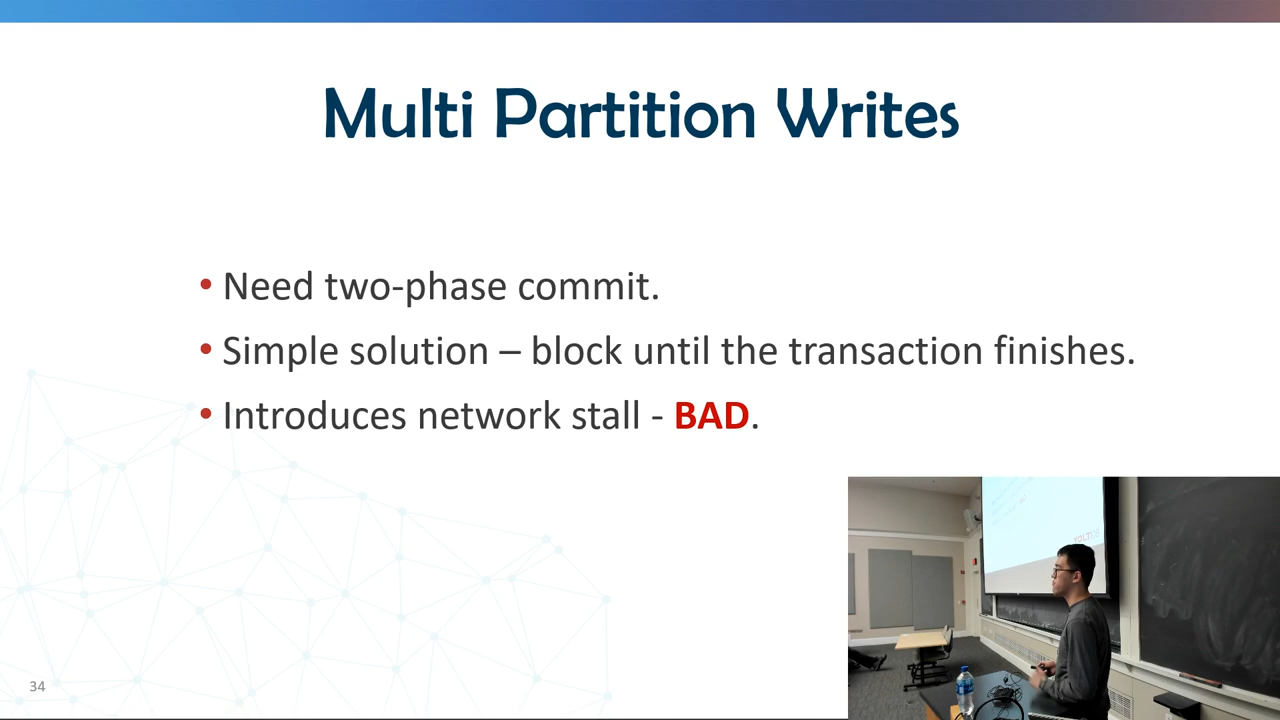 Multi Partition Writes
• Need two-phase commit.
• Simple solution – block until the transaction finishes.
• Introduces network stall - BAD.
34